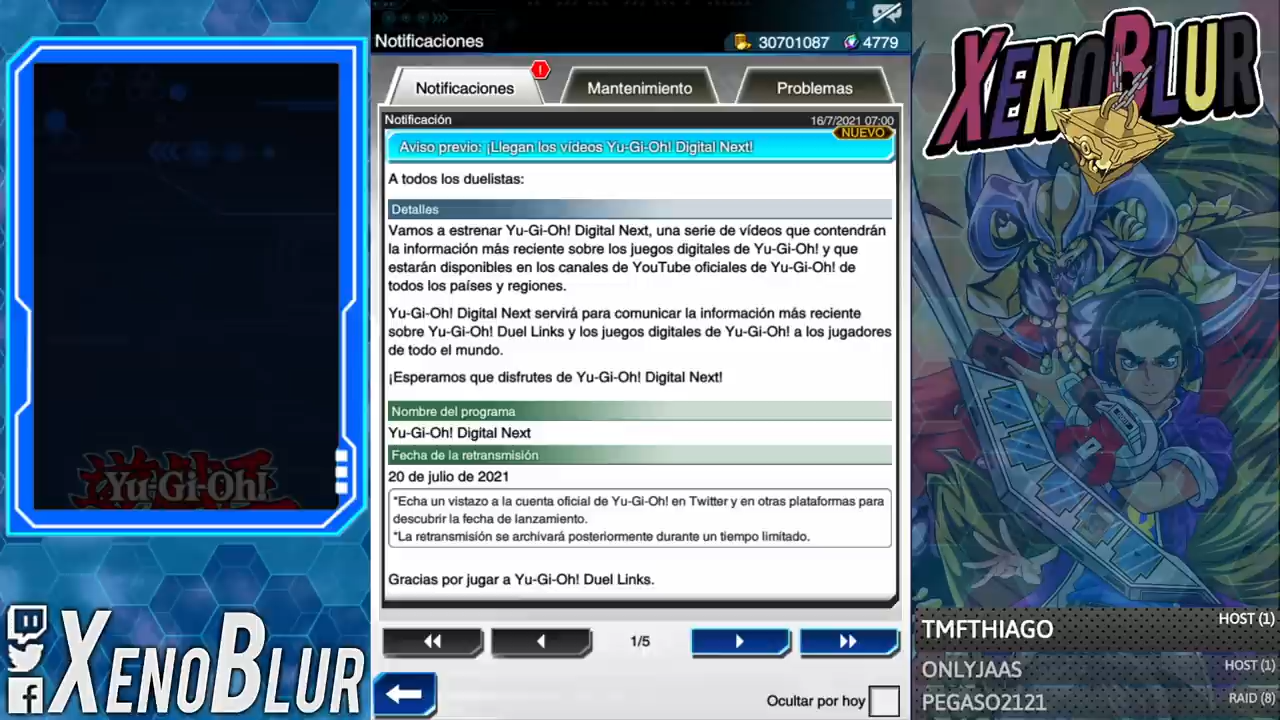 Notificaciones
30701087
4779
Notificaciones
!
Mantenimiento
Problemas
Notificación
16/7/2021 07:00
NUEVO
Aviso previo: ¡Llegan los vídeos Yu-Gi-Oh! Digital Next!
A todos los duelistas:
Detalles
Vamos a estrenar Yu-Gi-Oh! Digital Next, una serie de vídeos que contendrán
la información más reciente sobre los juegos digitales de Yu-Gi-Oh! y que
estarán disponibles en los canales de YouTube oficiales de Yu-Gi-Oh! de
todos los países y regiones.
Yu-Gi-Oh! Digital Next servirá para comunicar la información más reciente
sobre Yu-Gi-Oh! Duel Links y los juegos digitales de Yu-Gi-Oh! a los jugadores
de todo el mundo.
¡Esperamos que disfrutes de Yu-Gi-Oh! Digital Next!
Nombre del programa
Yu-Gi-Oh! Digital Next
Fecha de la retransmisión
20 de julio de 2021
*Echa un vistazo a la cuenta oficial de Yu-Gi-Oh! en Twitter y en otras plataformas para
descubrir la fecha de lanzamiento.
*La retransmisión se archivará posteriormente durante un tiempo limitado.
Gracias por jugar a Yu-Gi-Oh! Duel Links.
1/5
Ocultar por hoy
Yu-Gi-Oh!
XENOBLUR
XENOBLUR
TMFTHIAGO
HOST (1)
ONLYJAAS
HOST (1)
PEGASO2121
RAID (8)